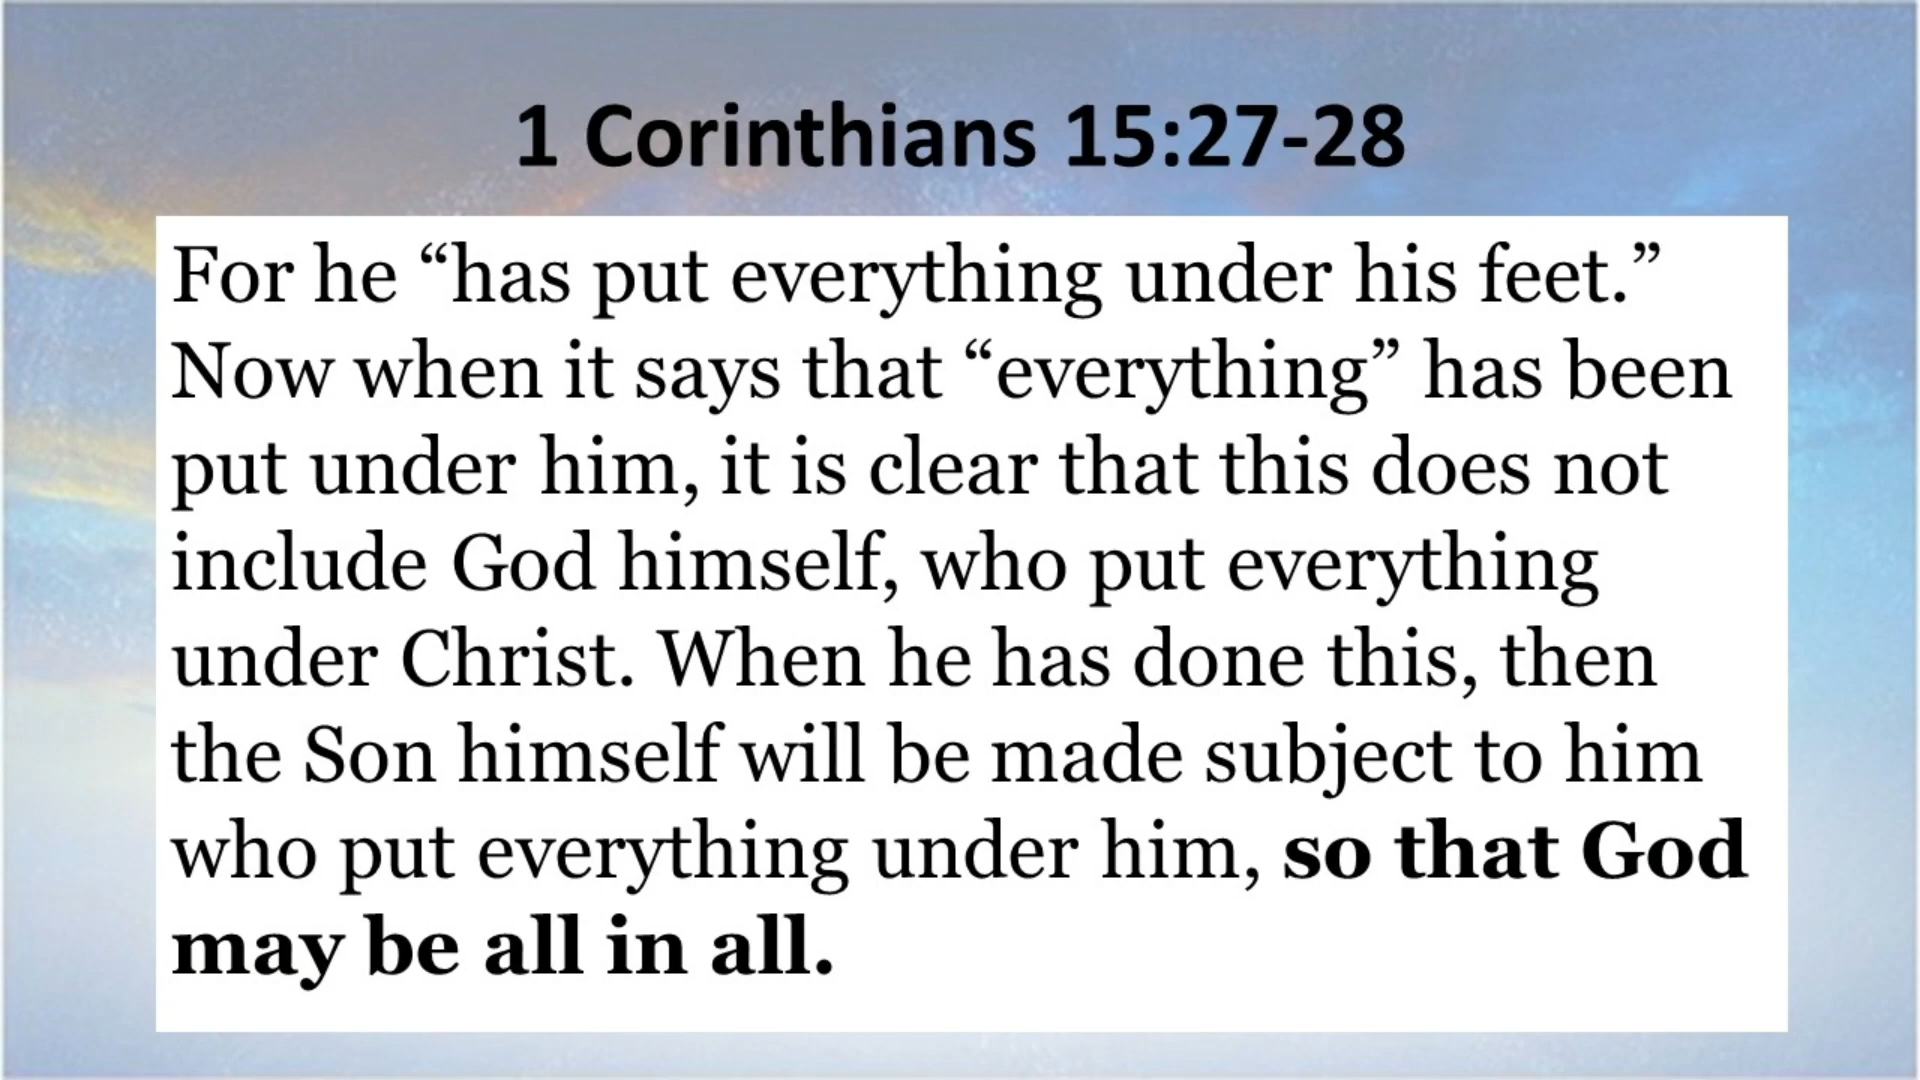 1 Corinthians 15:27-28
For he “has put everything under his feet.”
Now when it says that “everything” has been
put under him, it is clear that this does not
include God himself, who put everything
under Christ. When he has done this, then
the Son himself will be made subject to him
who put everything under him, so that God
may be all in all.